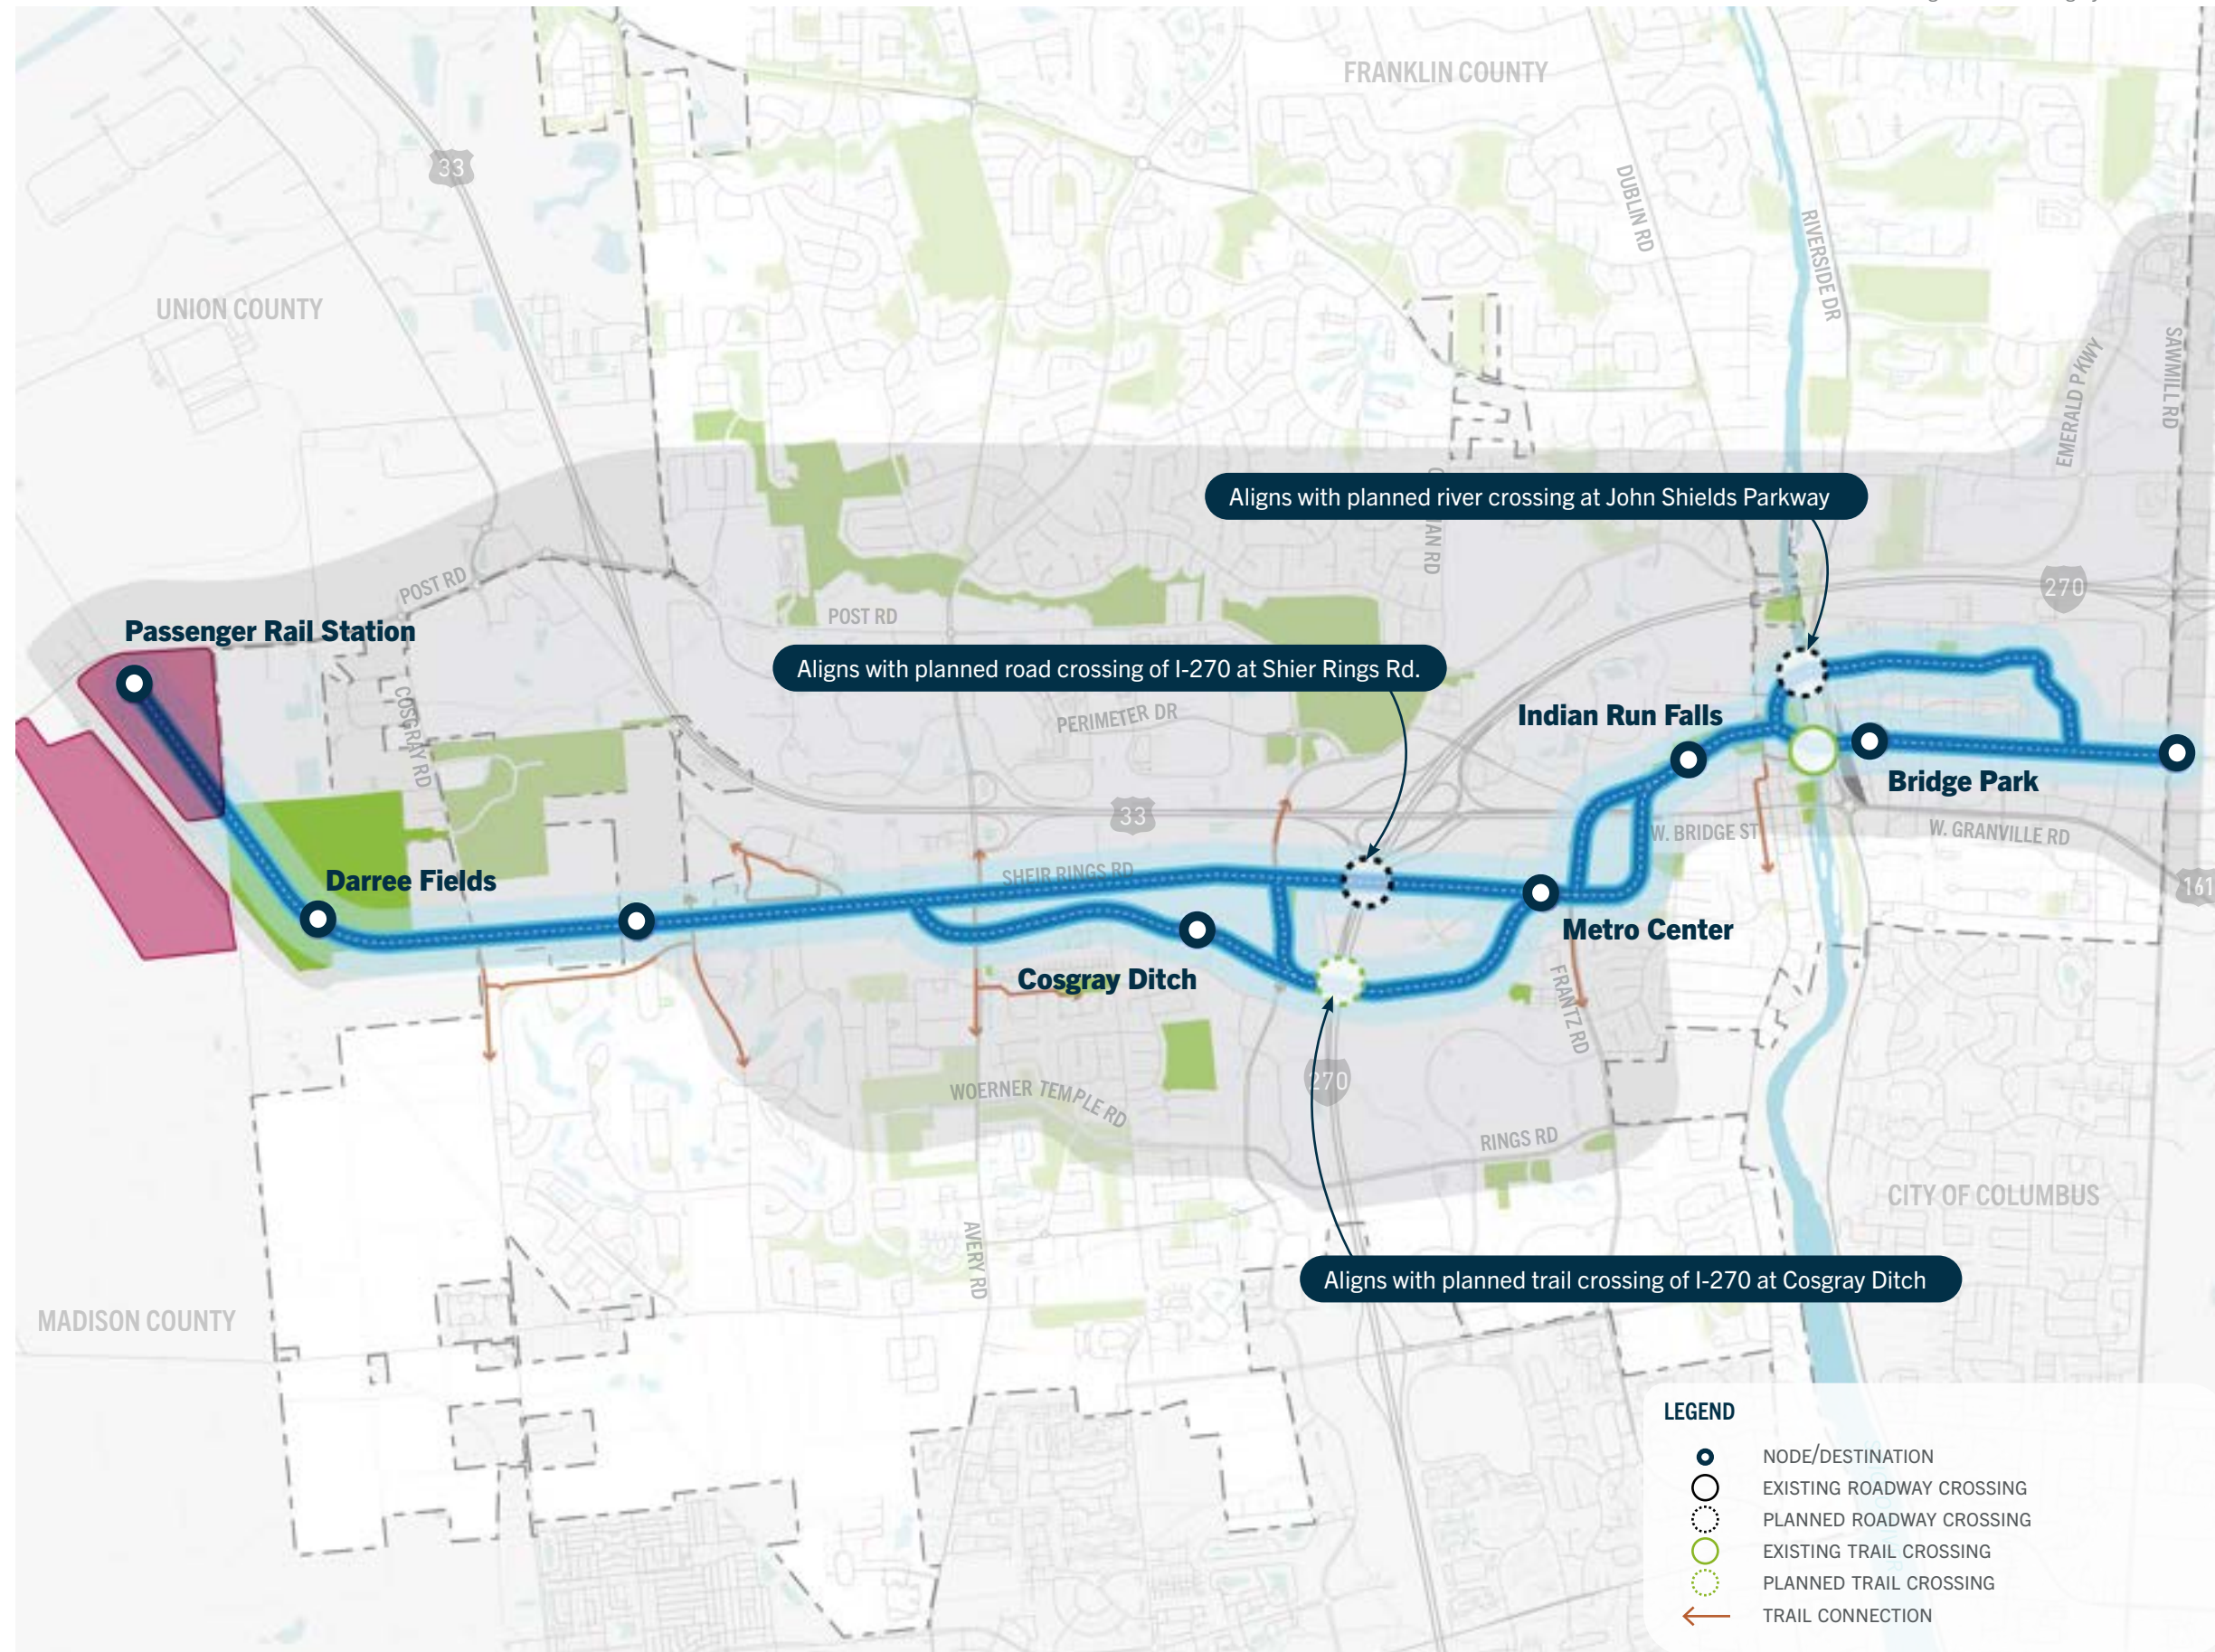 FRANKLIN COUNTY
33
DUBLIN RD
RIVERSIDE DR
UNION COUNTY
SAWMILL RD
EMERALD PKWY
Aligns with planned river crossing at John Shields Parkway
POST RD
270
POST RD
Passenger Rail Station
Aligns with planned road crossing of I-270 at Shier Rings Rd.
COSGRAY RD
PERIMETER DR
Indian Run Falls
Bridge Park
33
W. BRIDGE ST
W. GRANVILLE RD
SHEIR RINGS RD
Darree Fields
161
Metro Center
Cosgray Ditch
FRANTZ RD
270
WOERNER TEMPLE RD
RINGS RD
CITY OF COLUMBUS
AVERY RD
Aligns with planned trail crossing of I-270 at Cosgray Ditch
MADISON COUNTY
LEGEND
NODE/DESTINATION
EXISTING ROADWAY CROSSING
PLANNED ROADWAY CROSSING
EXISTING TRAIL CROSSING
PLANNED TRAIL CROSSING
TRAIL CONNECTION